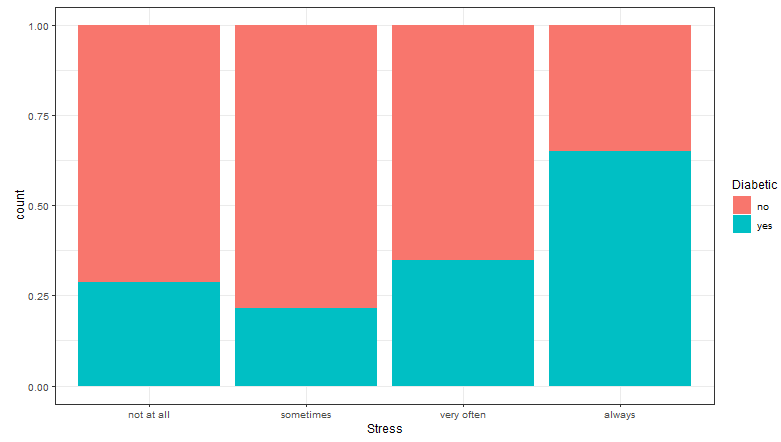 1.00
0.75
0.50
0.25
0.00
count
not at all sometimes very often always
Stress
Diabetic
no
yes